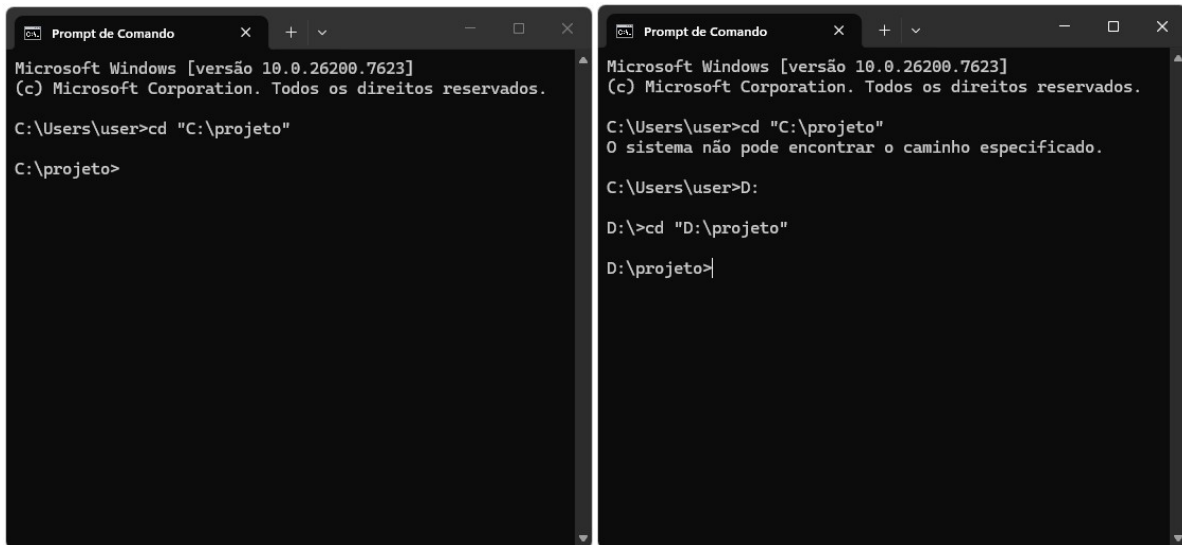 Prompt de Comando
Microsoft Windows [versão 10.0.26200.7623]
(c) Microsoft Corporation. Todos os direitos reservados.
C:\Users\user>cd "C:\projeto"
C:\projeto>
Prompt de Comando
Microsoft Windows [versão 10.0.26200.7623]
(c) Microsoft Corporation. Todos os direitos reservados.
C:\Users\user>cd "C:\projeto"
O sistema não pode encontrar o caminho especificado.
C:\Users\user>D:
D:\>cd "D:\projeto"
D:\projeto>